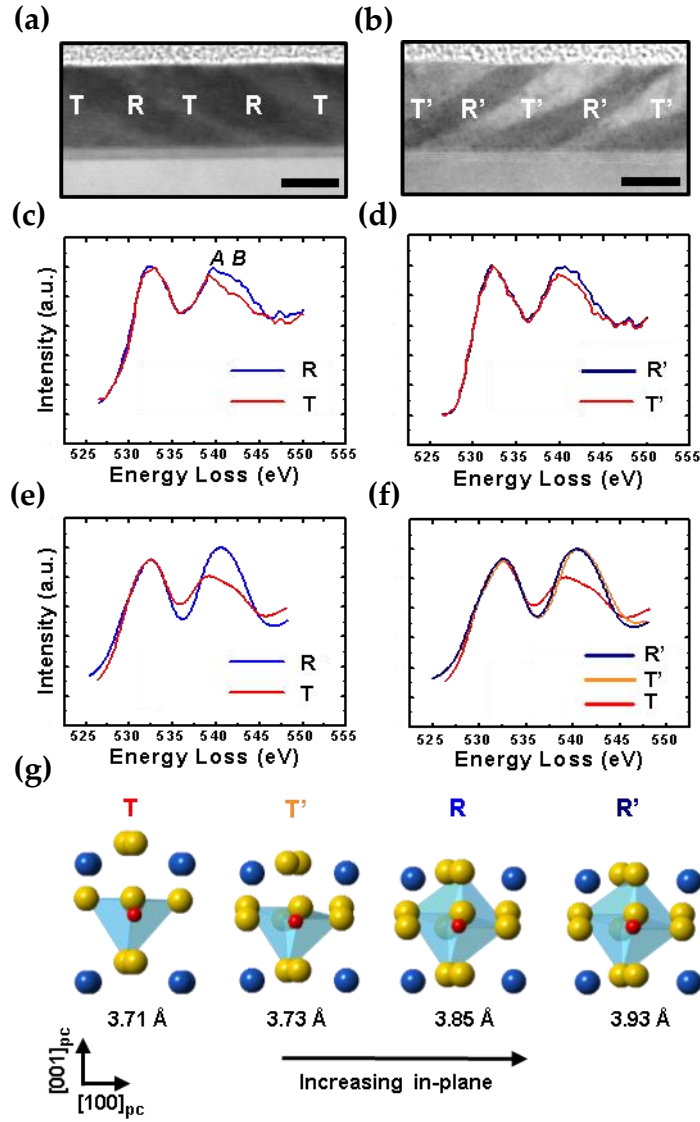 (a)
(b)
T R T R T
T’ R’ T’ R’ T’
(c)
(d)
A B
Intensity (a.u.)
R
T
R’
T’
525 530 535 540 545 550 555
525 530 535 540 545 550 555
Energy Loss (eV)
Energy Loss (eV)
(e)
(f)
Intensity (a.u.)
R
T
R’
T’
T
525 530 535 540 545 550 555
525 530 535 540 545 550 555
Energy Loss (eV)
Energy Loss (eV)
(g)
T T’ R R’
3.71 Å 3.73 Å 3.85 Å 3.93 Å
[001]pc
[100]pc
Increasing in-plane